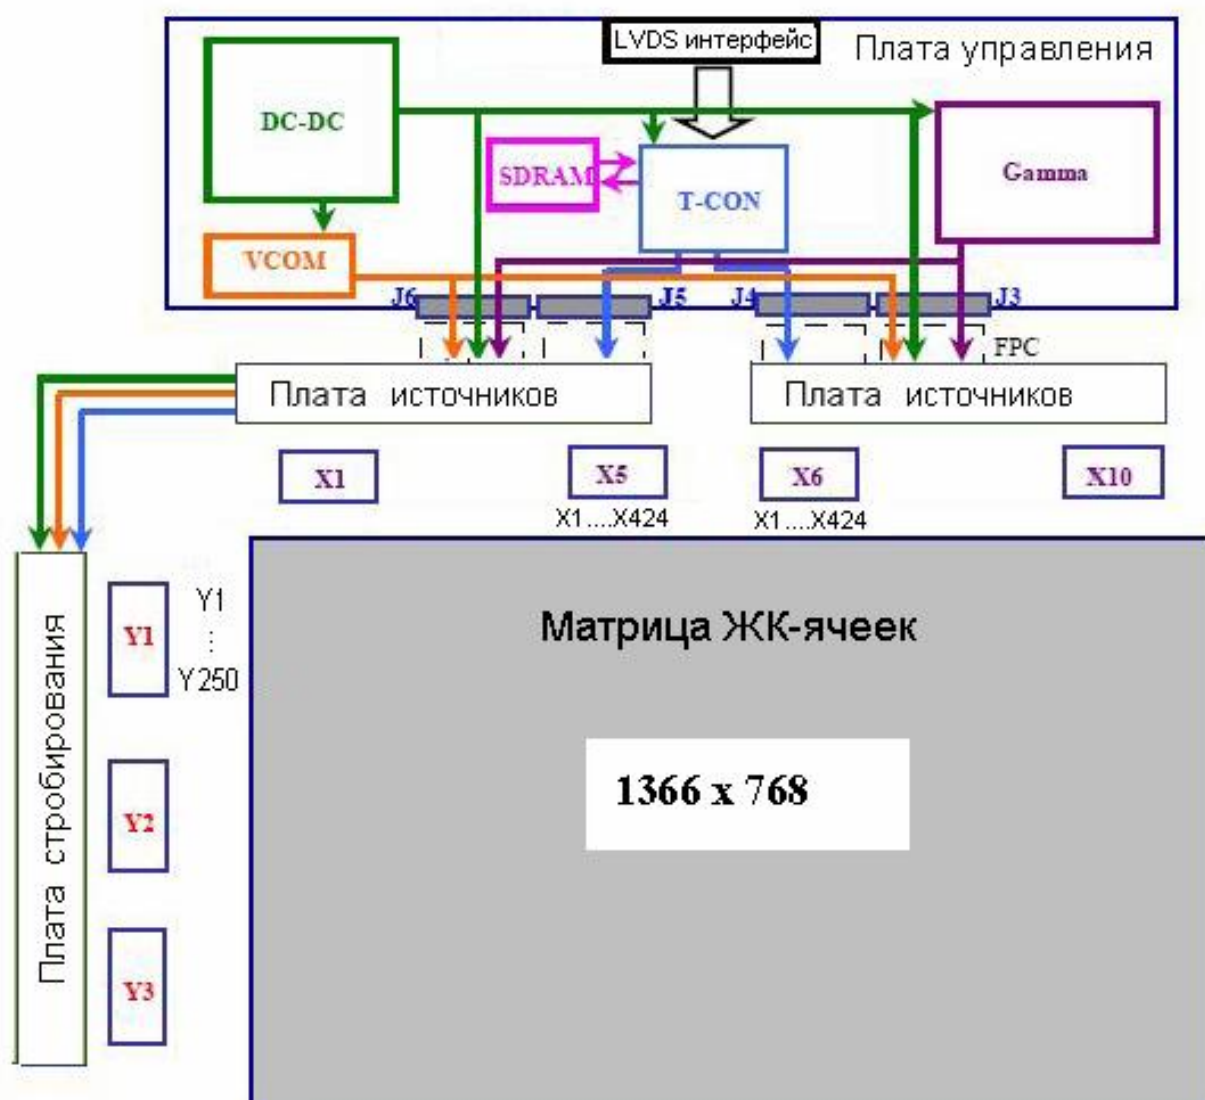 LVDS интерфейс
Плата управления
DC-DC
SDRAM
T-CON
Gamma
VCOM
J6
J5
J4
J3
FPC
Плата источников
Плата источников
X1
X5
X6
X10
X1....X424
X1....X424
Плата стробирования
Y1
Y1
⋮
Y250
Y2
Y3
Матрица ЖК-ячеек
1366 x 768